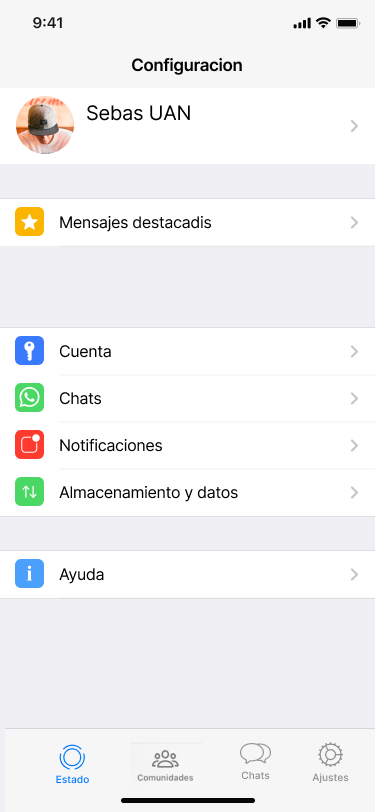 9:41
Configuracion
Sebas UAN
Mensajes destacadis
Cuenta
Chats
Notificaciones
Almacenamiento y datos
Ayuda
Estado
Comunidades
Chats
Ajustes